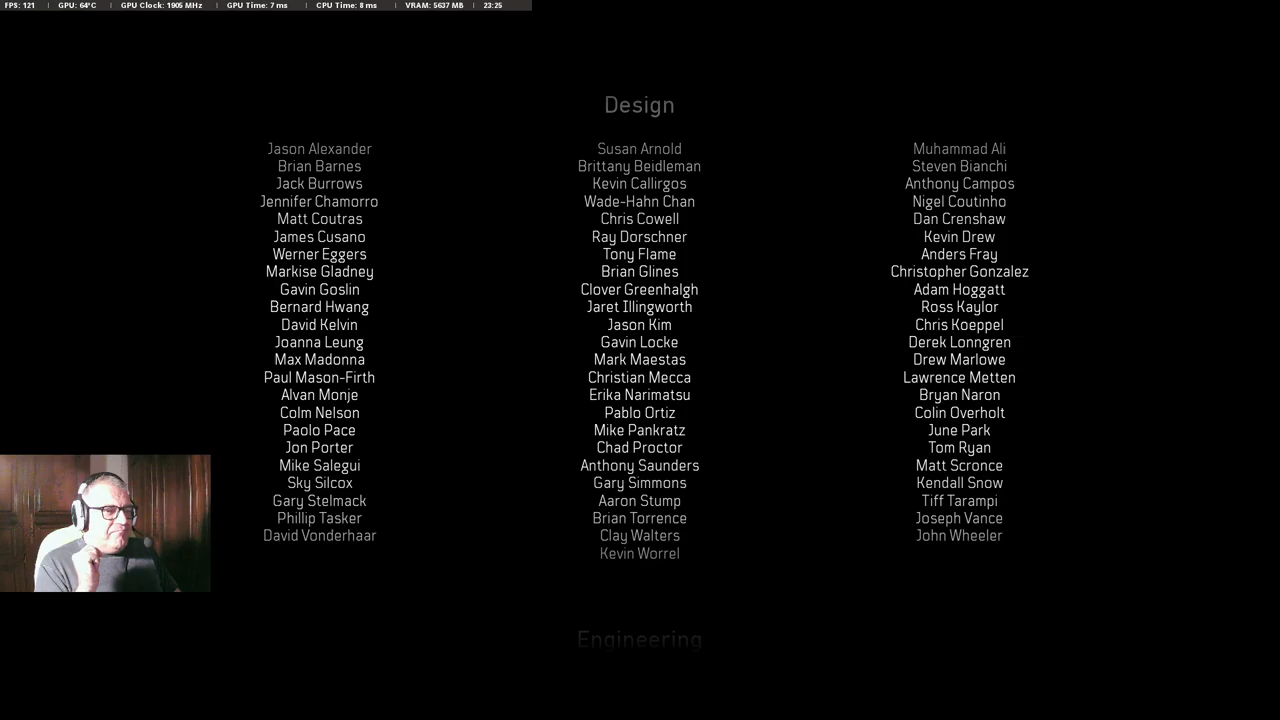 FPS: 121 | GPU: 64°C | GPU Clock: 1905 MHz | GPU Time: 7 ms | CPU Time: 8 ms | VRAM: 5637 MB | 23:25
Design
Jason Alexander Susan Arnold Muhammad Ali
Brian Barnes Brittany Beidleman Steven Bianchi
Jack Burrows Kevin Callirgos Anthony Campos
Jennifer Chamorro Wade-Hahn Chan Nigel Coutinho
Matt Coutras Chris Cowell Dan Crenshaw
James Cusano Ray Dorschner Kevin Drew
Werner Eggers Tony Flame Anders Fray
Markise Gladney Brian Glines Christopher Gonzalez
Gavin Goslin Clover Greenhalgh Adam Hoggatt
Bernard Hwang Jaret Illingworth Ross Kaylor
David Kelvin Jason Kim Chris Koeppel
Joanna Leung Gavin Locke Derek Lonngren
Max Madonna Mark Maestas Drew Marlowe
Paul Mason-Firth Christian Mecca Lawrence Metten
Alvan Monje Erika Narimatsu Bryan Naron
Colm Nelson Pablo Ortiz Colin Overholt
Paolo Pace Mike Pankratz June Park
Jon Porter Chad Proctor Tom Ryan
Mike Salegui Anthony Saunders Matt Scronce
Sky Silcox Gary Simmons Kendall Snow
Gary Stelmack Aaron Stump Tiff Tarampi
Phillip Tasker Brian Torrence Joseph Vance
David Vonderhaar Clay Walters John Wheeler
Kevin Worrel
Engineering